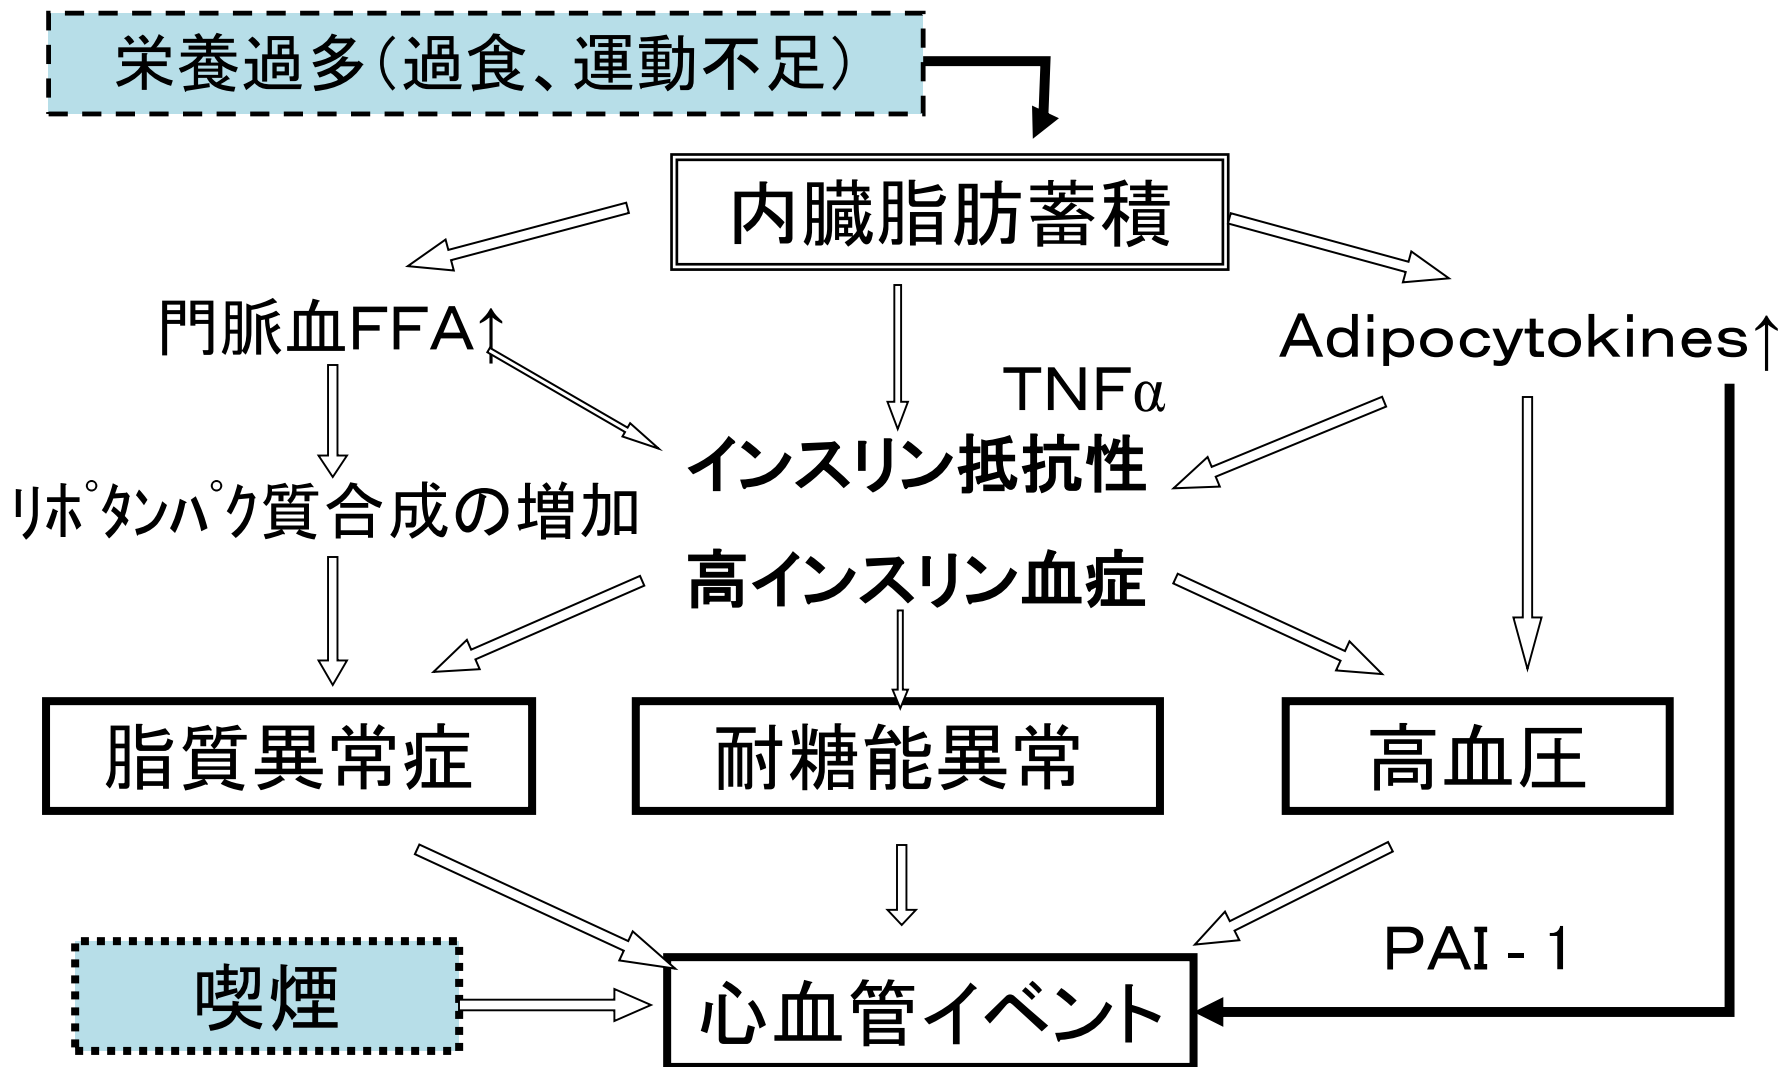 栄養過多(過食、運動不足)
内臓脂肪蓄積
門脈血FFA↑
Adipocytokines↑
TNFα
インスリン抵抗性
ﾘﾎﾟﾀﾝﾊﾟｸ質合成の増加
高インスリン血症
脂質異常症
耐糖能異常
高血圧
PAI-1
喫煙
心血管イベント